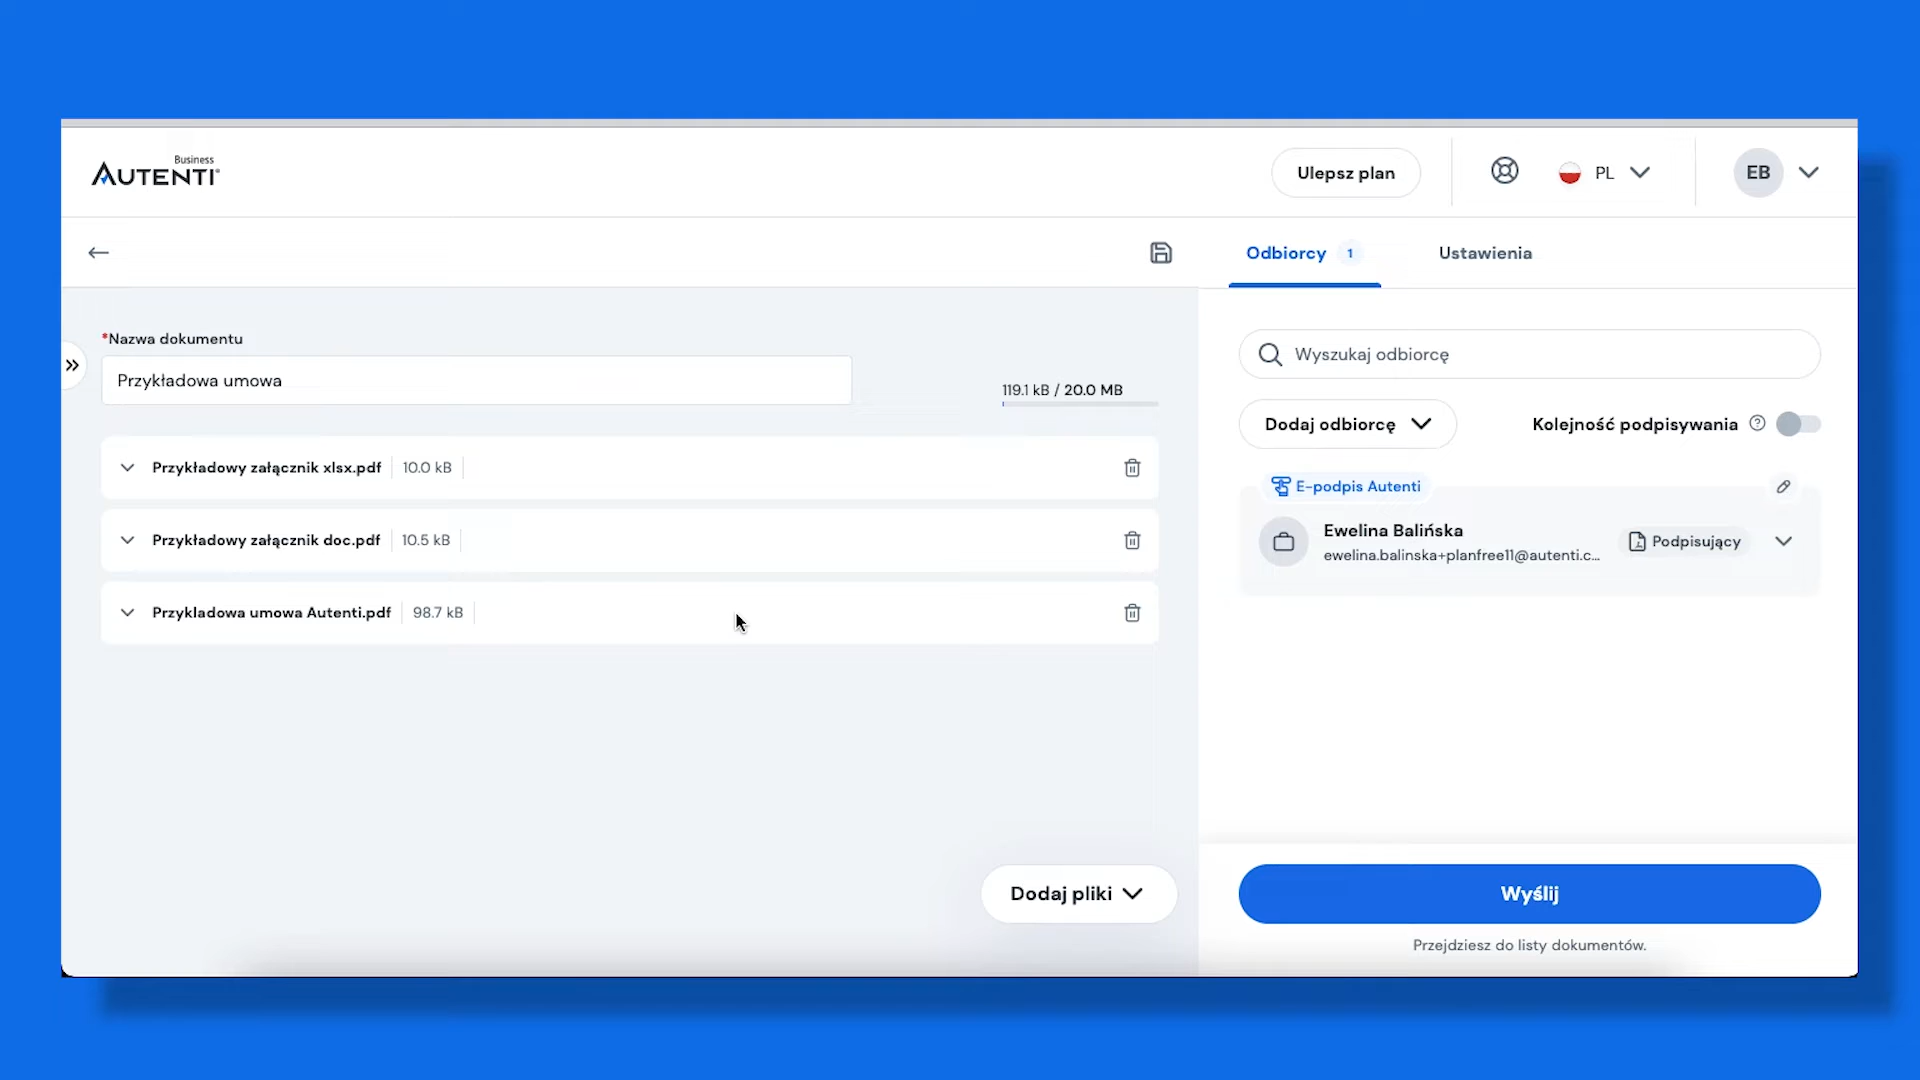 Business
AUTENTI
Ulepsz plan
PL
EB
Odbiorcy 1
Ustawienia
*Nazwa dokumentu
Przykładowa umowa
119.1 kB / 20.0 MB
Przykładowy załącznik xlsx.pdf 10.0 kB
Przykładowy załącznik doc.pdf 10.5 kB
Przykladowa umowa Autenti.pdf 98.7 kB
Dodaj pliki
Wyszukaj odbiorcę
Dodaj odbiorcę
Kolejność podpisywania ?
E-podpis Autenti
Ewelina Balińska
ewelina.balinska+planfree11@autenti.c...
Podpisujący
Wyślij
Przejdziesz do listy dokumentów.